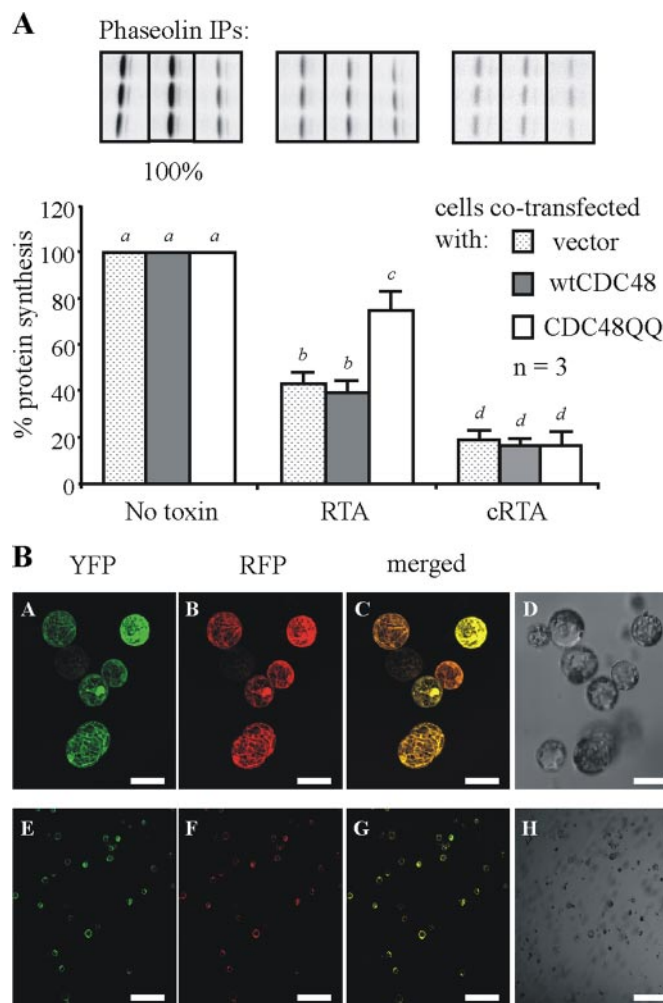 A
Phaseolin IPs:
100%
% protein synthesis
120
100
80
60
40
20
0
a a a
b b c
d d d
No toxin RTA cRTA
cells co-transfected
with:
vector
wtCDC48
CDC48QQ
n = 3
B
YFP RFP merged
A B C D
E F G H